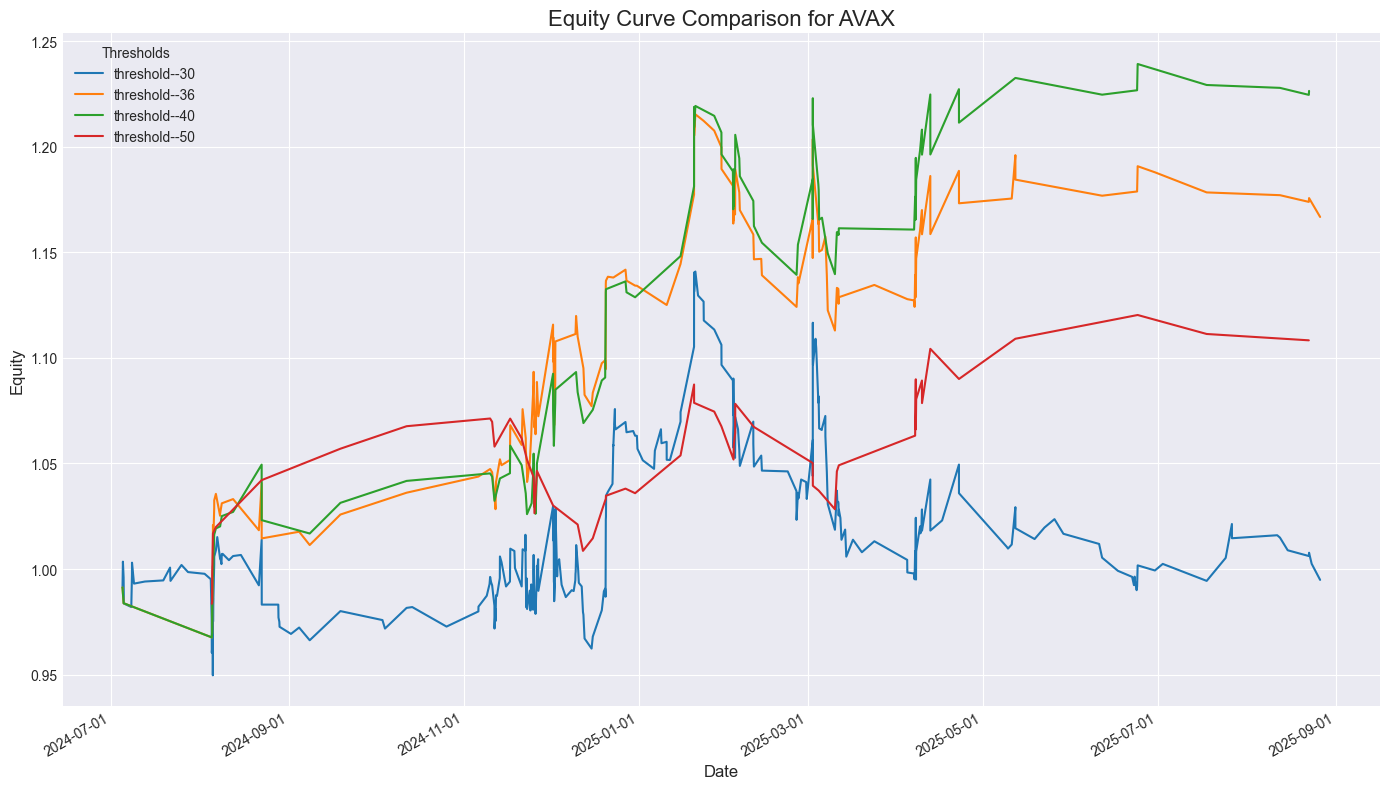 Equity Curve Comparison for AVAX
Thresholds
threshold--30
threshold--36
threshold--40
threshold--50
1.25
1.20
1.15
1.10
1.05
1.00
0.95
Equity
2024-07-01
2024-09-01
2024-11-01
2025-01-01
2025-03-01
2025-05-01
2025-07-01
2025-09-01
Date